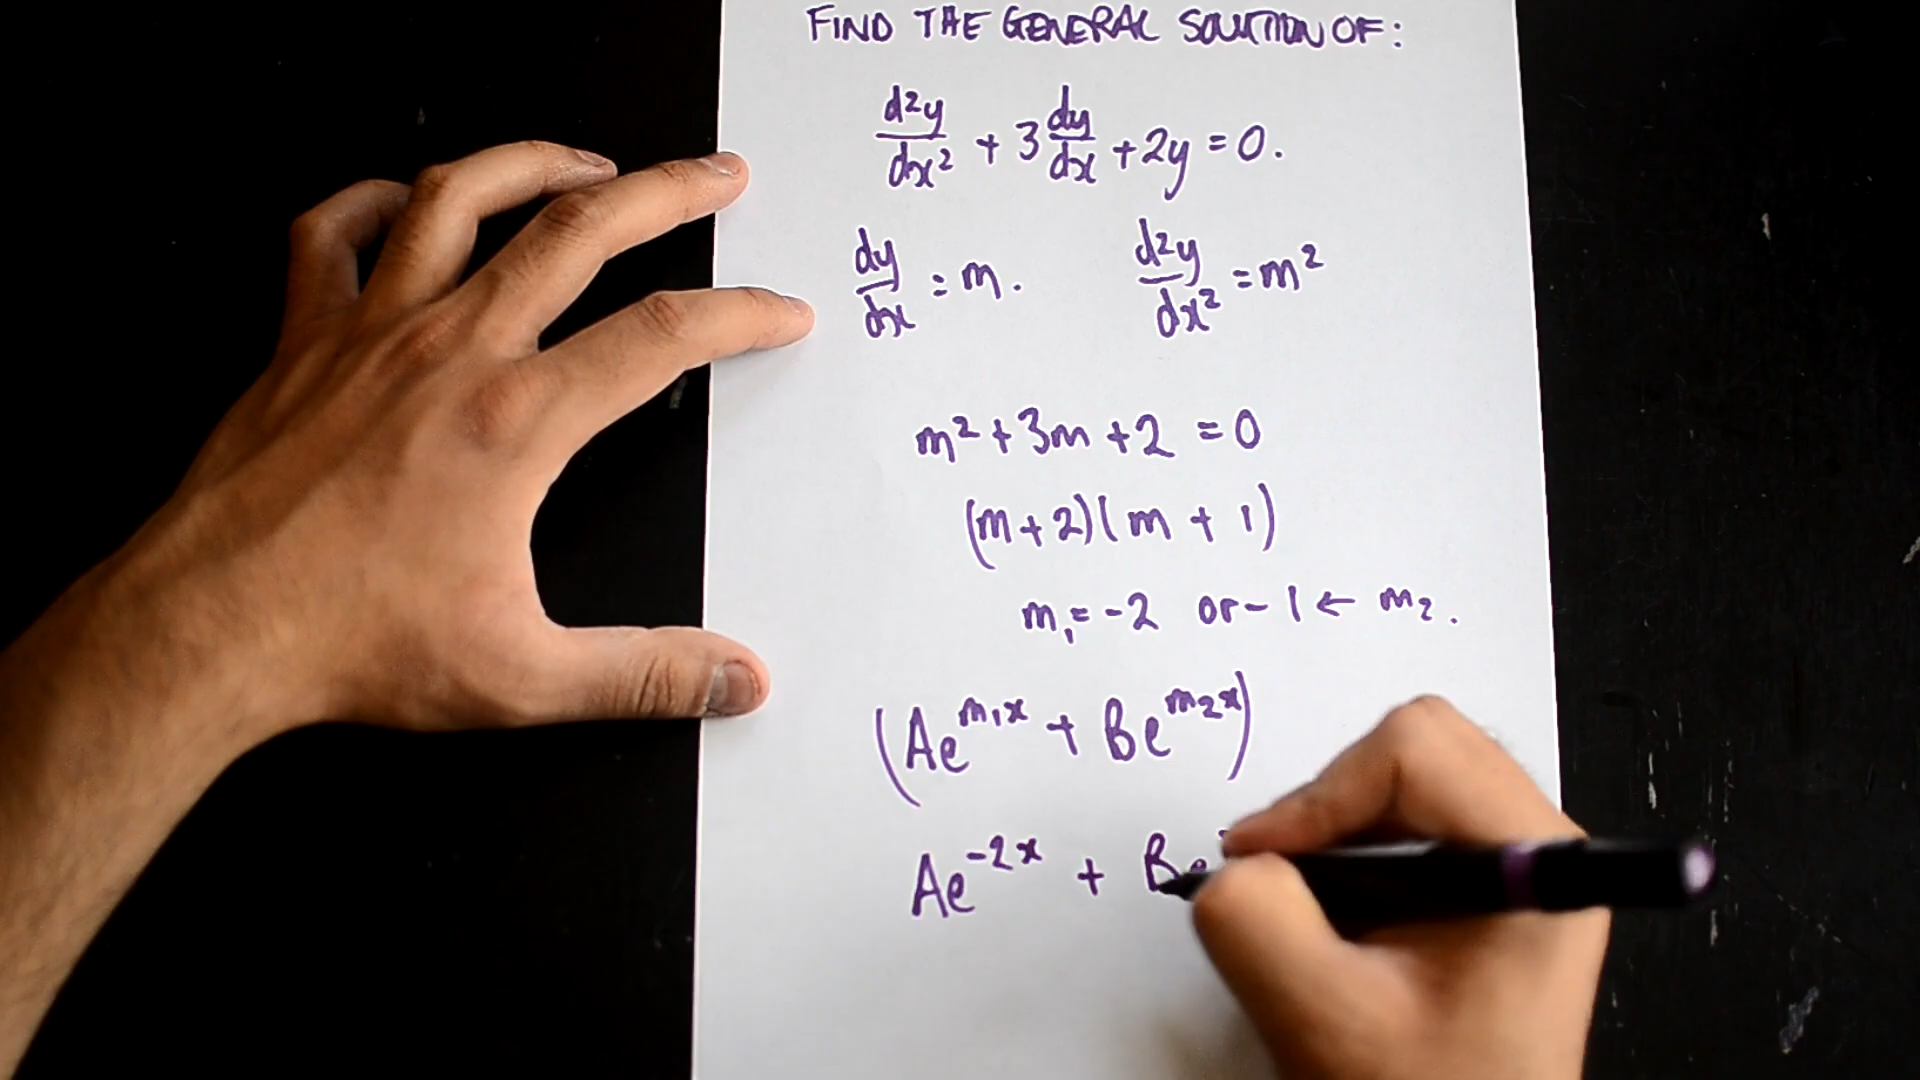 FIND THE GENERAL SOLUTION OF:
d²y/dx² + 3 dy/dx + 2y = 0.
dy/dx = m. d²y/dx² = m²
m² + 3m + 2 = 0
(m + 2)(m + 1)
m₁ = -2 or -1 ← m₂.
(Ae^m₁x + Be^m₂x)
Ae^-2x + Be